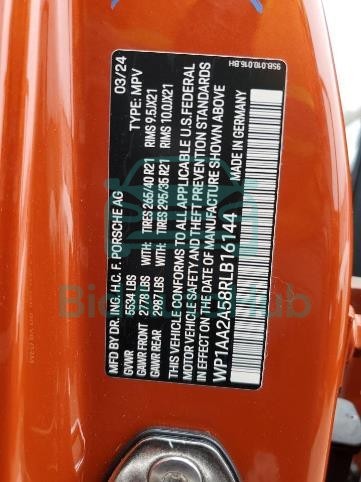 95B.010.016.BH
MFD BY DR. ING. H.C. F. PORSCHE AG 03/24
GVWR 5534 LBS TYPE: MPV
GAWR FRONT 2778 LBS WITH: TIRES 265/40 R21 RIMS 9.5JX21
GAWR REAR 2987 LBS WITH: TIRES 295/35 R21 RIMS 10.0JX21
THIS VEHICLE CONFORMS TO ALL APPLICABLE U.S. FEDERAL
MOTOR VEHICLE SAFETY AND THEFT PREVENTION STANDARDS
IN EFFECT ON THE DATE OF MANUFACTURE SHOWN ABOVE
WP1AA2A58RLB16144 MADE IN GERMANY